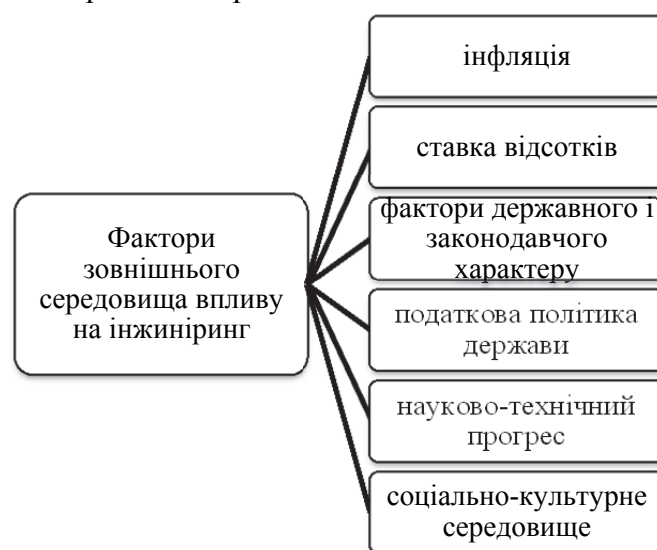 Фактори
зовнішнього
середовища впливу
на інжиніринг
інфляція
ставка відсотків
фактори державного і
законодавчого
характеру
податкова політика
держави
науково-технічний
прогрес
соціально-культурне
середовище